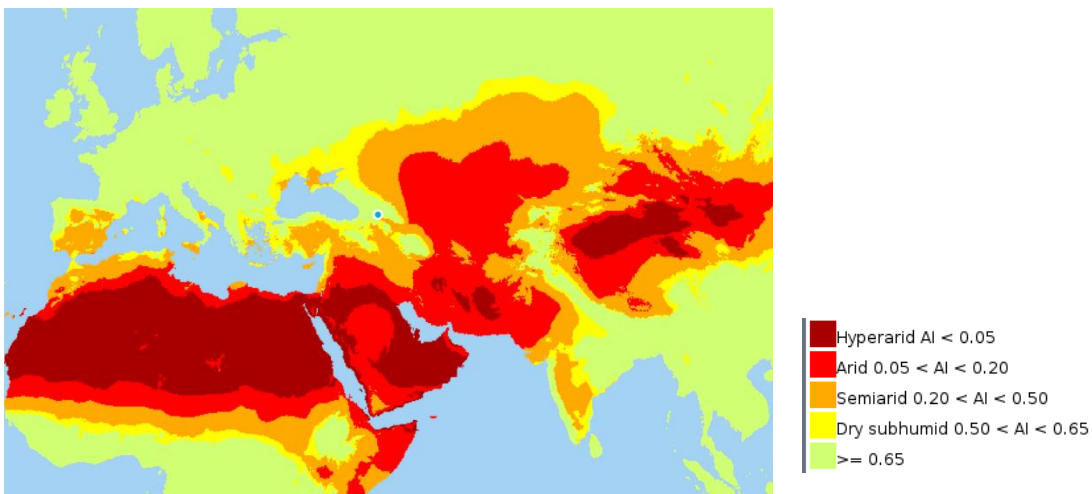 Hyperarid AI < 0.05
Arid 0.05 < AI < 0.20
Semiarid 0.20 < AI < 0.50
Dry subhumid 0.50 < AI < 0.65
>= 0.65